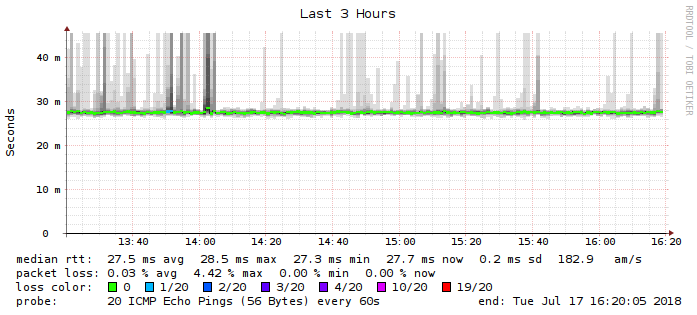 Last 3 Hours
RRDTOOL / TOBI OETIKER
Seconds
40 m
30 m
20 m
10 m
0
13:40 14:00 14:20 14:40 15:00 15:20 15:40 16:00 16:20
median rtt: 27.5 ms avg 28.5 ms max 27.3 ms min 27.7 ms now 0.2 ms sd 182.9 am/s
packet loss: 0.03 % avg 4.42 % max 0.00 % min 0.00 % now
loss color: 0 1/20 2/20 3/20 4/20 10/20 19/20
probe: 20 ICMP Echo Pings (56 Bytes) every 60s end: Tue Jul 17 16:20:05 2018